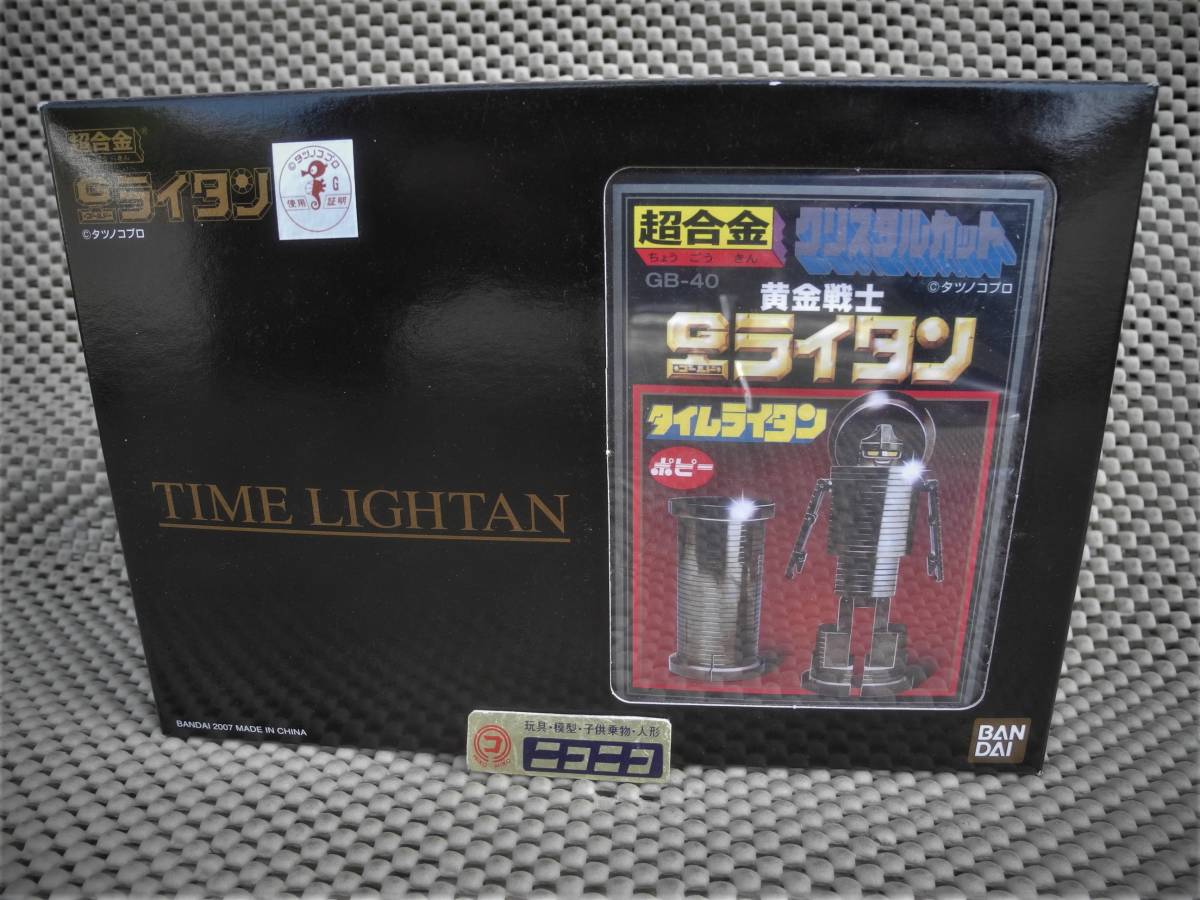 超合金
ゴールド
ライタン
©タツノコプロ
©タツノコプロ
G
使用 証明
超合金
ちょう ごう きん
クリスタルカット
GB-40
©タツノコプロ
黄金戦士
Gライタン
ゴールド
タイムライタン
ポピー
TIME LIGHTAN
BANDAI 2007 MADE IN CHINA
BAN
DAI
玩具・模型・子供乗物・人形
コ
ニコニコ